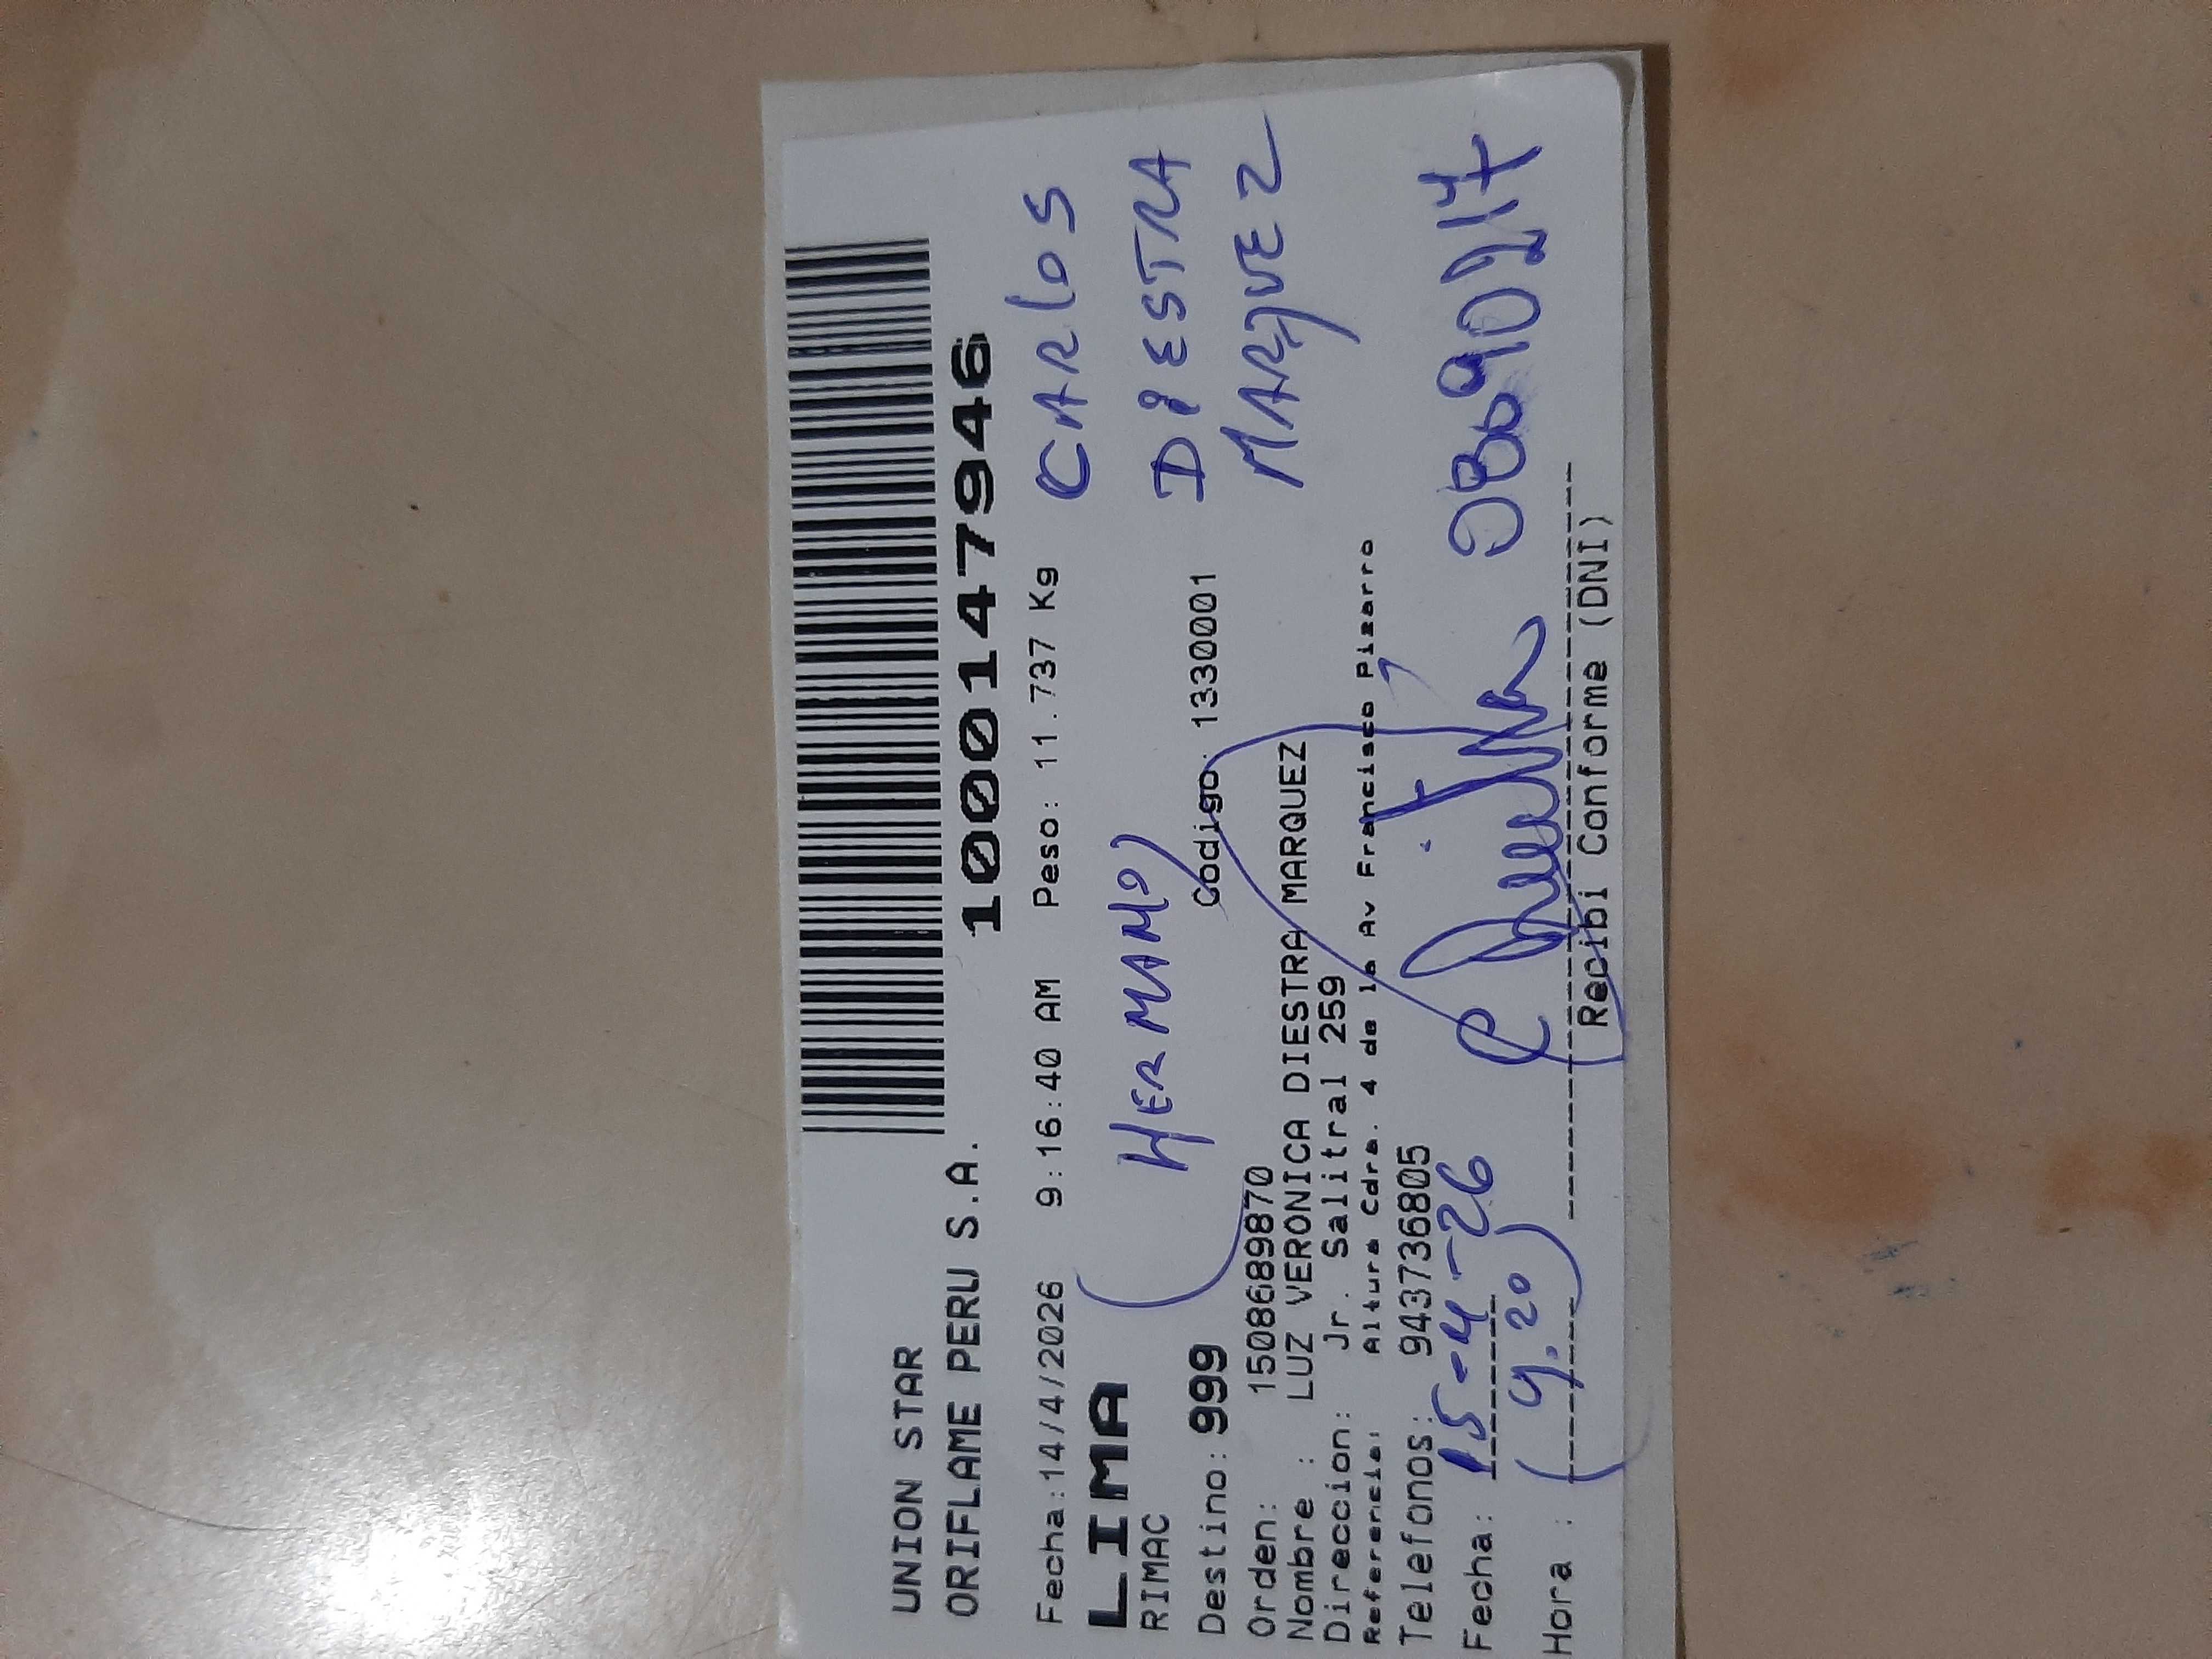 UNION STAR
ORIFLAME PERU S.A.
1000147946
Fecha:14/4/2026 9:16:40 AM Peso: 11.737 Kg
CARlOS
LIMA
RIMAC
(HERMANO)
DiESTRA
MARQUEZ
Destino: 999 Codigo: 1330001
Orden: 1508689870
Nombre : LUZ VERONICA DIESTRA MARQUEZ
Direccion: Jr. Salitral 259
Referencia: Altura Cdra. 4 de la Av Francisco Pizarro
Telefonos: 943736805
Fecha: 15-4-26
Hora : (9.20)
Recibi Conforme (DNI)